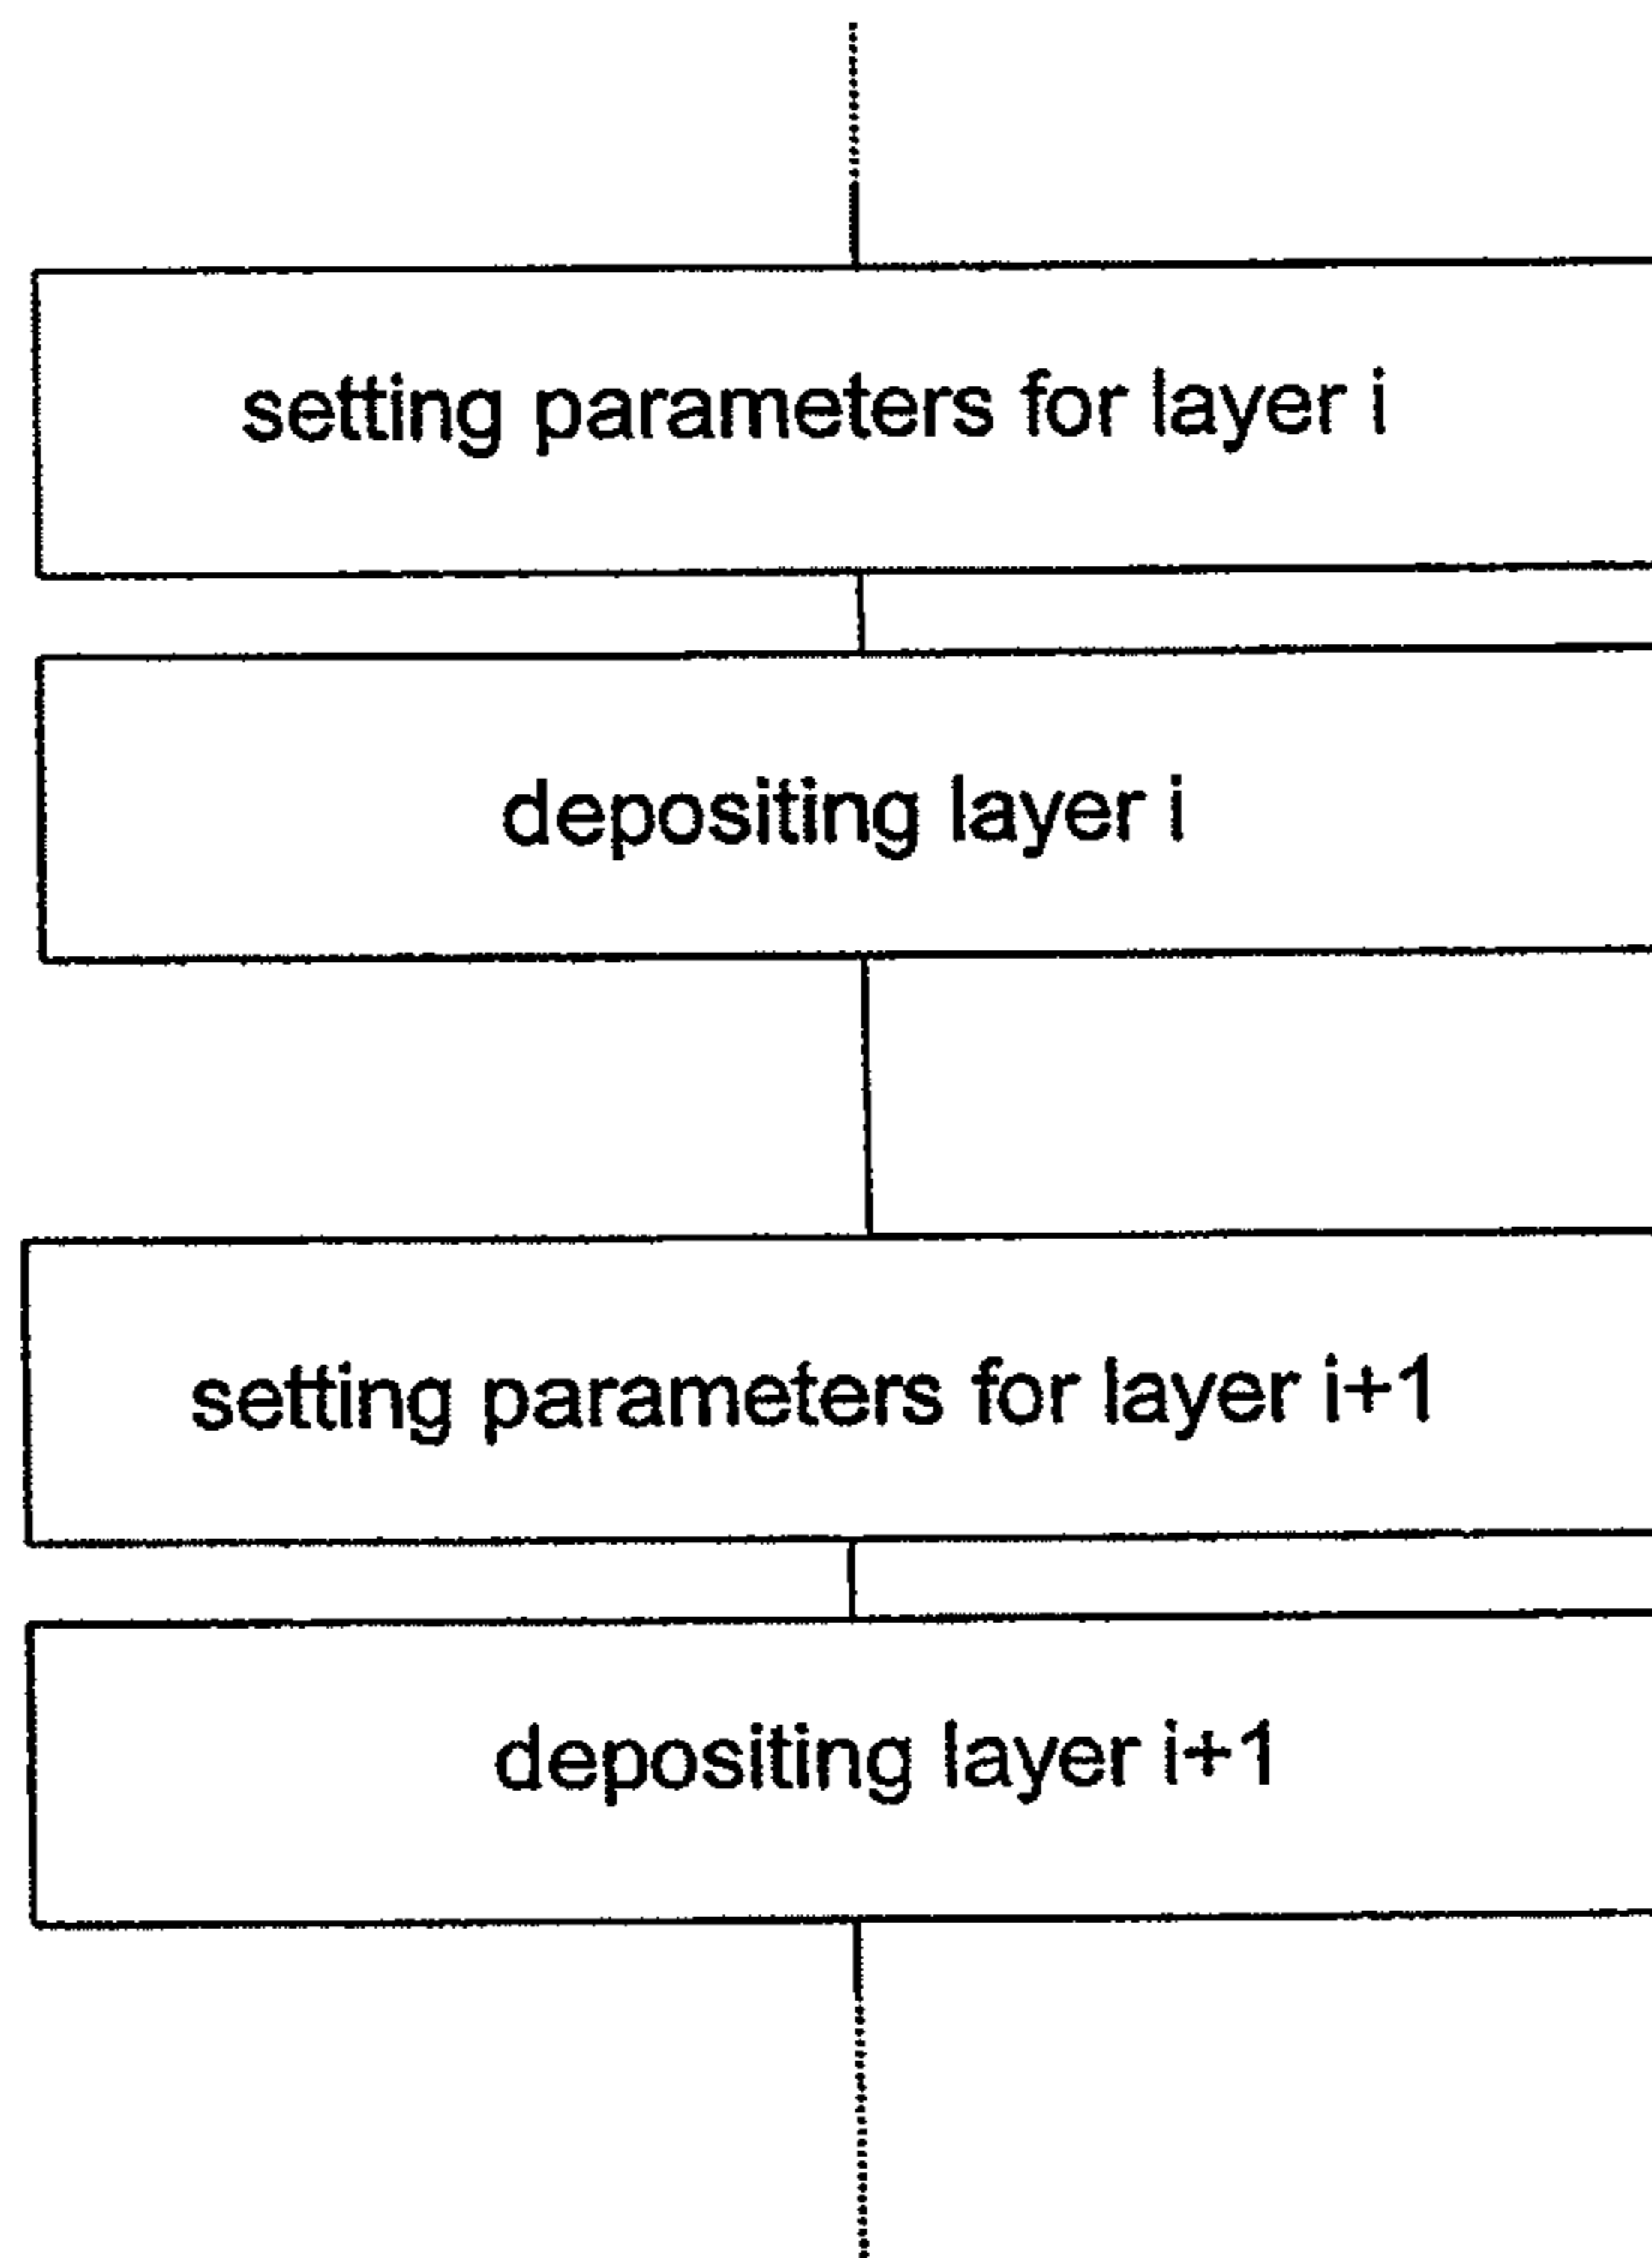 setting parameters for layer i
depositing layer i
setting parameters for layer i+1
depositing layer i+1